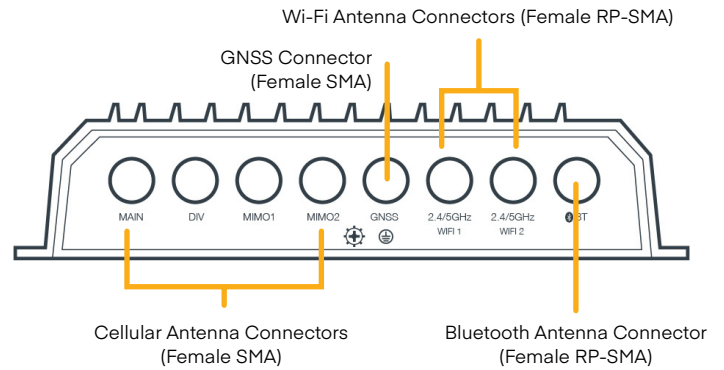 Wi-Fi Antenna Connectors (Female RP-SMA)
GNSS Connector
(Female SMA)
MAIN
DIV
MIMO1
MIMO2
GNSS
2.4/5GHz
WIFI 1
2.4/5GHz
WIFI 2
BT
Cellular Antenna Connectors
(Female SMA)
Bluetooth Antenna Connector
(Female RP-SMA)